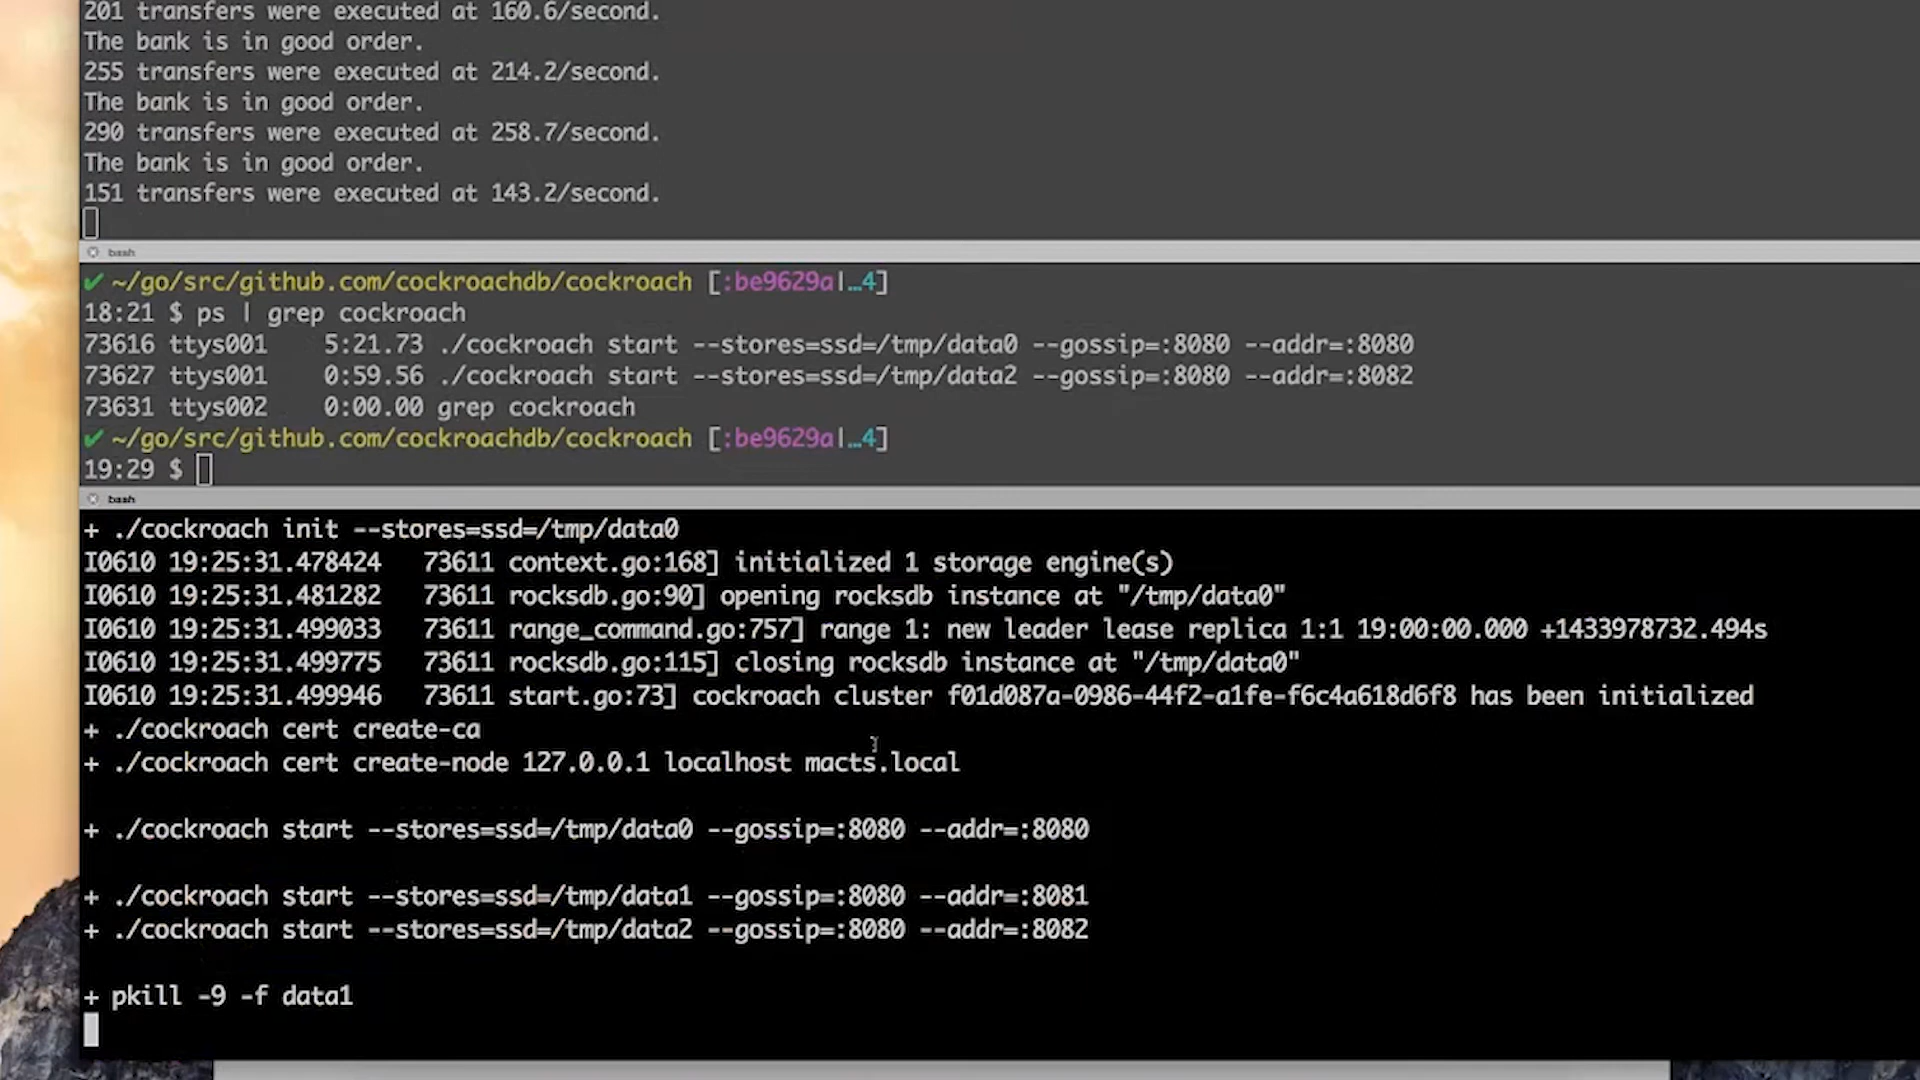 201 transfers were executed at 160.6/second.
The bank is in good order.
255 transfers were executed at 214.2/second.
The bank is in good order.
290 transfers were executed at 258.7/second.
The bank is in good order.
151 transfers were executed at 143.2/second.
bash
✔ ~/go/src/github.com/cockroachdb/cockroach [:be9629a|…4]
18:21 $ ps | grep cockroach
73616 ttys001    5:21.73 ./cockroach start --stores=ssd=/tmp/data0 --gossip=:8080 --addr=:8080
73627 ttys001    0:59.56 ./cockroach start --stores=ssd=/tmp/data2 --gossip=:8080 --addr=:8082
73631 ttys002    0:00.00 grep cockroach
✔ ~/go/src/github.com/cockroachdb/cockroach [:be9629a|…4]
19:29 $
bash
+ ./cockroach init --stores=ssd=/tmp/data0
I0610 19:25:31.478424   73611 context.go:168] initialized 1 storage engine(s)
I0610 19:25:31.481282   73611 rocksdb.go:90] opening rocksdb instance at "/tmp/data0"
I0610 19:25:31.499033   73611 range_command.go:757] range 1: new leader lease replica 1:1 19:00:00.000 +1433978732.494s
I0610 19:25:31.499775   73611 rocksdb.go:115] closing rocksdb instance at "/tmp/data0"
I0610 19:25:31.499946   73611 start.go:73] cockroach cluster f01d087a-0986-44f2-a1fe-f6c4a618d6f8 has been initialized
+ ./cockroach cert create-ca
+ ./cockroach cert create-node 127.0.0.1 localhost macts.local
+ ./cockroach start --stores=ssd=/tmp/data0 --gossip=:8080 --addr=:8080
+ ./cockroach start --stores=ssd=/tmp/data1 --gossip=:8080 --addr=:8081
+ ./cockroach start --stores=ssd=/tmp/data2 --gossip=:8080 --addr=:8082
+ pkill -9 -f data1